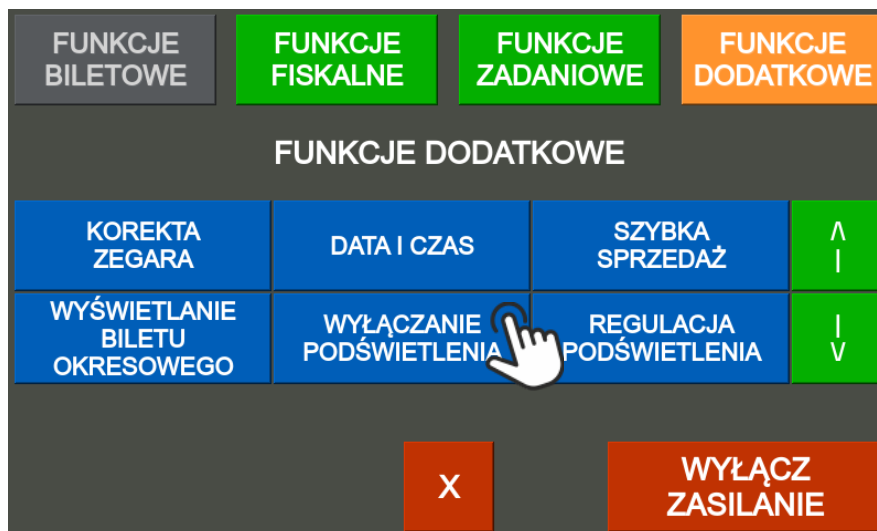 FUNKCJE
BILETOWE
FUNKCJE
FISKALNE
FUNKCJE
ZADANIOWE
FUNKCJE
DODATKOWE
FUNKCJE DODATKOWE
KOREKTA
ZEGARA
DATA I CZAS
SZYBKA
SPRZEDAŻ
WYŚWIETLANIE
BILETU
OKRESOWEGO
WYŁĄCZANIE
PODŚWIETLENIA
REGULACJA
PODŚWIETLENIA
X
WYŁĄCZ
ZASILANIE